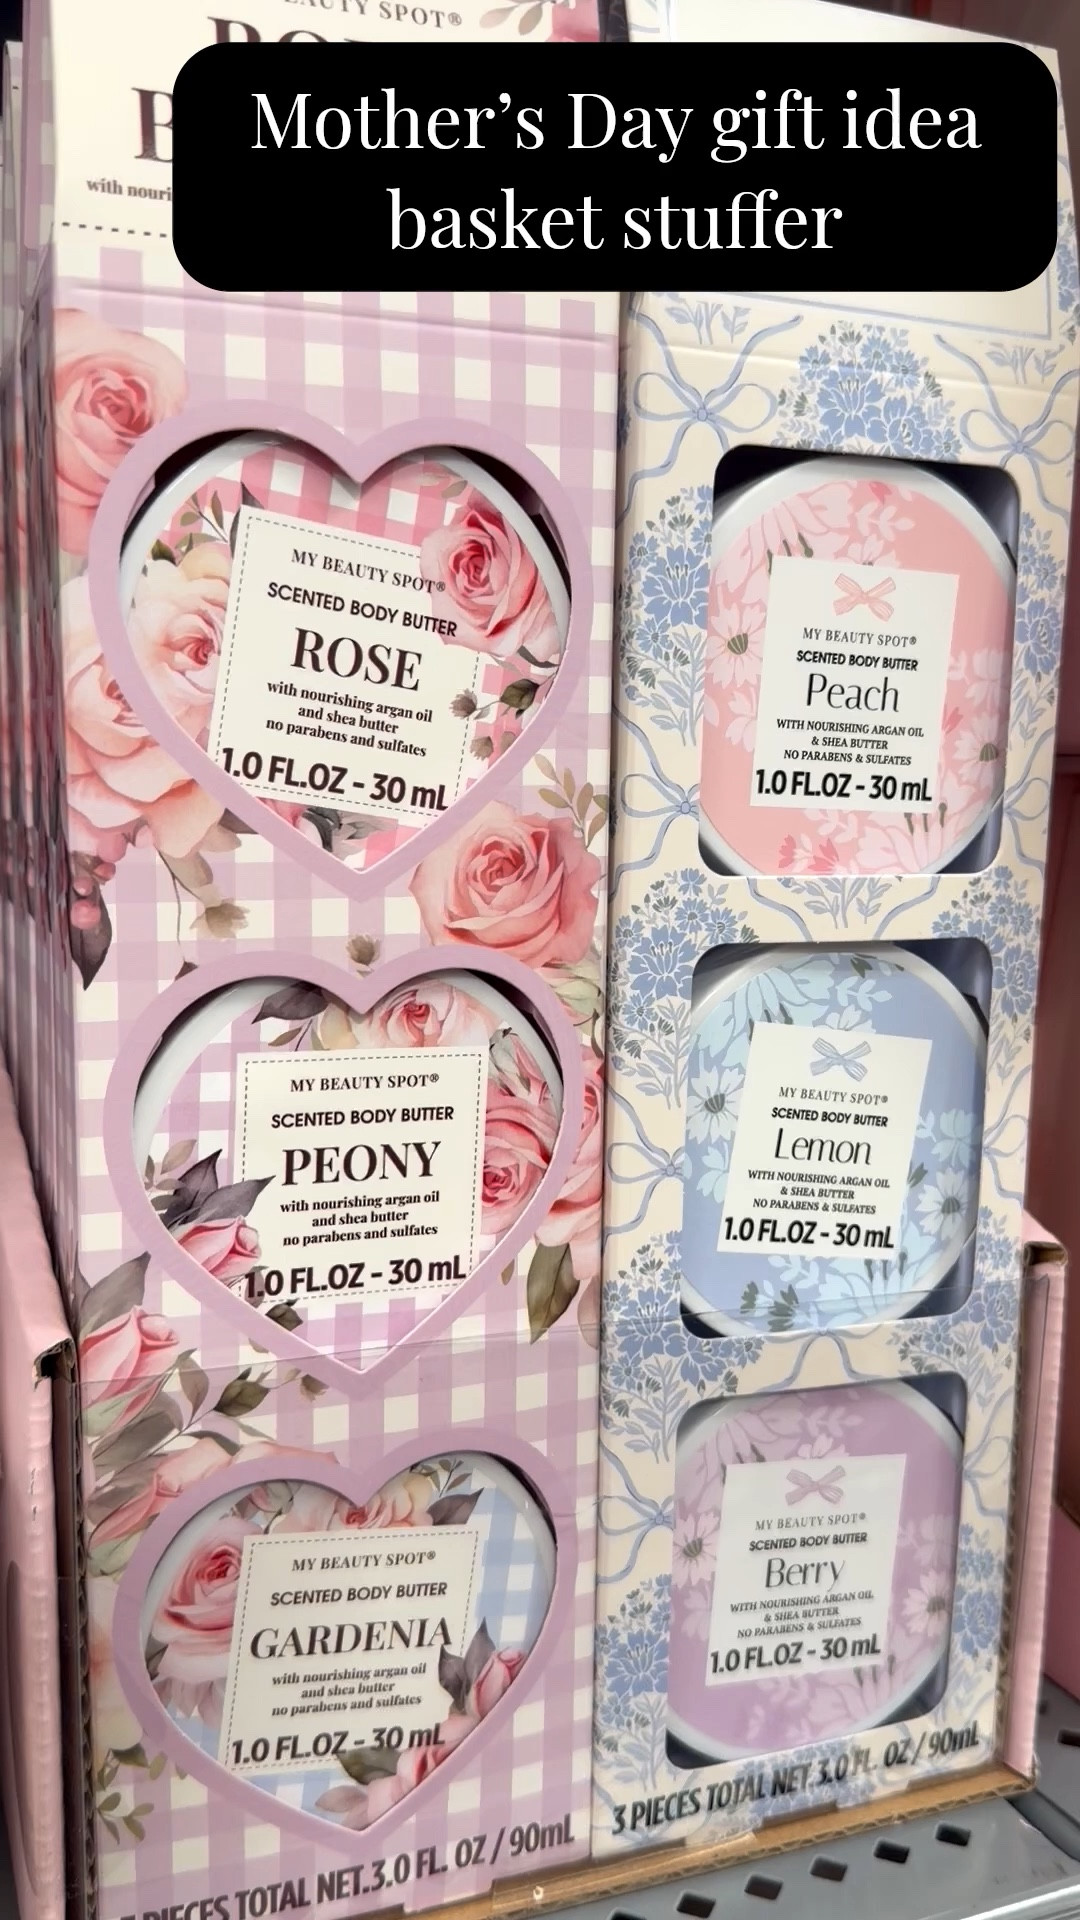 Mother's Day gift idea
basket stuffer
BEAUTY SPOT®
with
MY BEAUTY SPOT®
SCENTED BODY BUTTER
ROSE
with nourishing argan oil
and shea butter
no parabens and sulfates
1.0 FL.OZ - 30 mL
MY BEAUTY SPOT®
SCENTED BODY BUTTER
PEONY
with nourishing argan oil
and shea butter
no parabens and sulfates
1.0 FL.OZ - 30 mL
MY BEAUTY SPOT®
SCENTED BODY BUTTER
GARDENIA
with nourishing argan oil
and shea butter
no parabens and sulfates
1.0 FL.OZ - 30 mL
PIECES TOTAL NET.3.0 FL. OZ / 90mL
MY BEAUTY SPOT®
SCENTED BODY BUTTER
Peach
WITH NOURISHING ARGAN OIL
& SHEA BUTTER
NO PARABENS & SULFATES
1.0 FL.OZ - 30 mL
MY BEAUTY SPOT®
SCENTED BODY BUTTER
Lemon
WITH NOURISHING ARGAN OIL
& SHEA BUTTER
NO PARABENS & SULFATES
1.0 FL.OZ - 30 mL
MY BEAUTY SPOT®
SCENTED BODY BUTTER
Berry
WITH NOURISHING ARGAN OIL
& SHEA BUTTER
NO PARABENS & SULFATES
1.0 FL.OZ - 30 mL
3 PIECES TOTAL NET.3.0 FL. OZ / 90mL